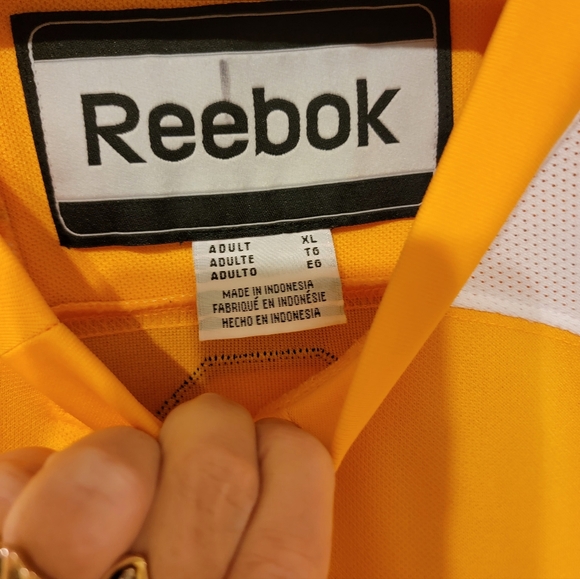 Reebok
ADULT XL
ADULTE TG
ADULTO EG
MADE IN INDONESIA
FABRIQUÉ EN INDONÉSIE
HECHO EN INDONESIA